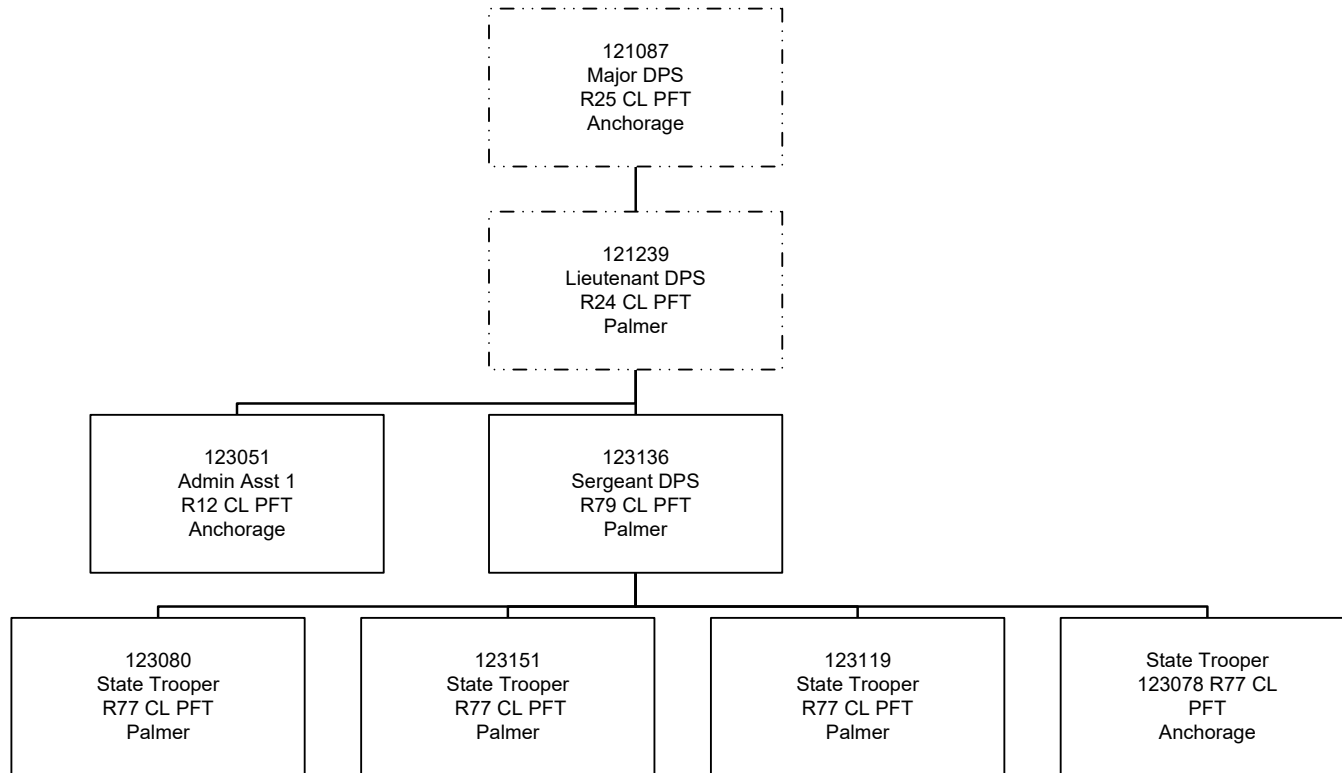 121087
Major DPS
R25 CL PFT
Anchorage
121239
Lieutenant DPS
R24 CL PFT
Palmer
123051
Admin Asst 1
R12 CL PFT
Anchorage
123136
Sergeant DPS
R79 CL PFT
Palmer
123080
State Trooper
R77 CL PFT
Palmer
123151
State Trooper
R77 CL PFT
Palmer
123119
State Trooper
R77 CL PFT
Palmer
State Trooper
123078 R77 CL
PFT
Anchorage